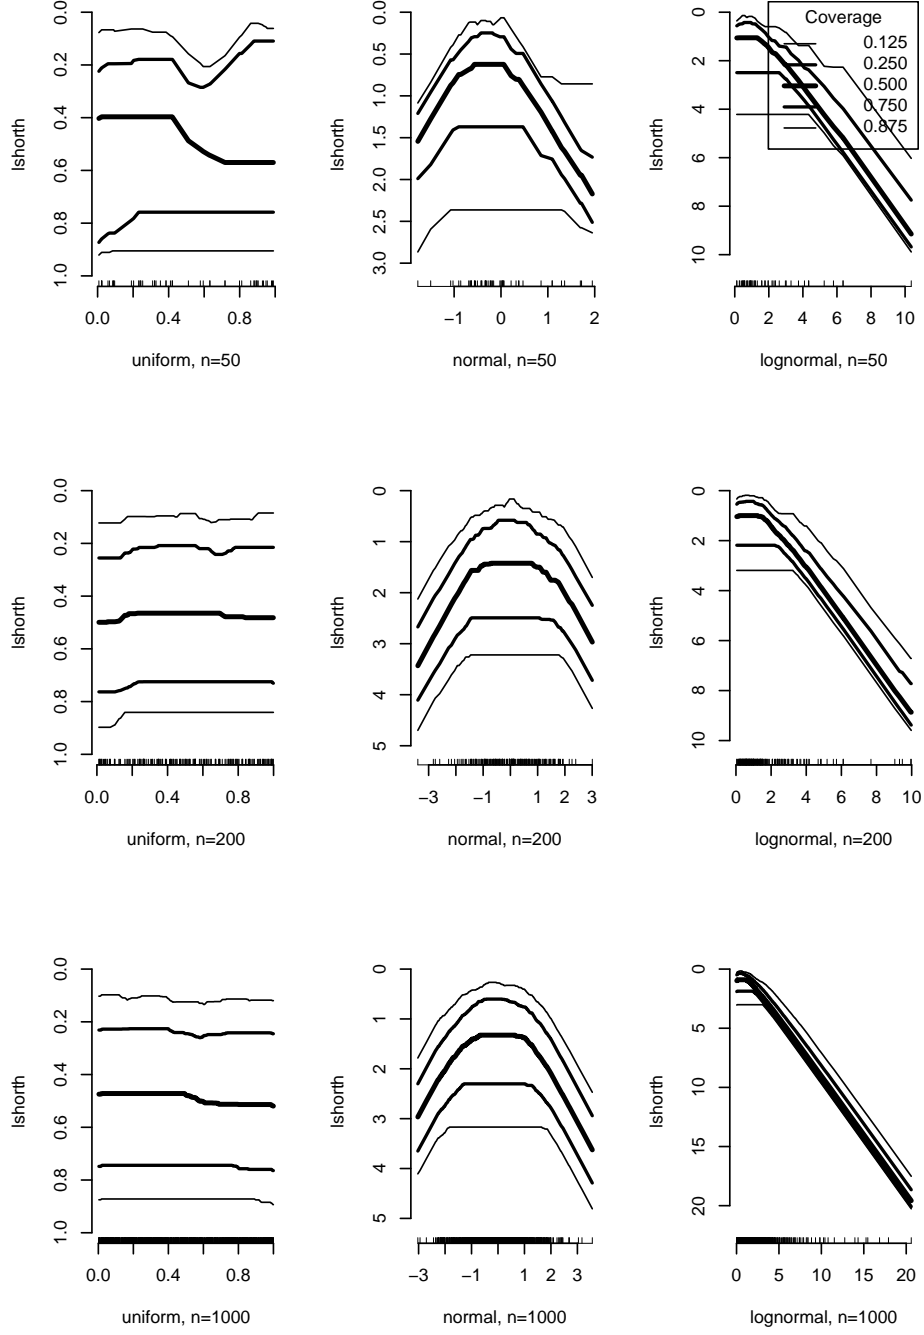 0.0 0.2 0.4 0.6 0.8 1.0
lshorth
0.0 0.4 0.8
uniform, n=50
0.0 0.5 1.0 1.5 2.0 2.5 3.0
lshorth
−1 0 1 2
normal, n=50
0 2 4 6 8 10
lshorth
0 2 4 6 8 10
lognormal, n=50
Coverage
0.125
0.250
0.500
0.750
0.875
0.0 0.2 0.4 0.6 0.8 1.0
lshorth
0.0 0.4 0.8
uniform, n=200
0 1 2 3 4 5
lshorth
−3 −1 1 2 3
normal, n=200
0 2 4 6 8 10
lshorth
0 2 4 6 8 10
lognormal, n=200
0.0 0.2 0.4 0.6 0.8 1.0
lshorth
0.0 0.4 0.8
uniform, n=1000
0 1 2 3 4 5
lshorth
−3 −1 1 2 3
normal, n=1000
0 5 10 15 20
lshorth
0 5 10 15 20
lognormal, n=1000